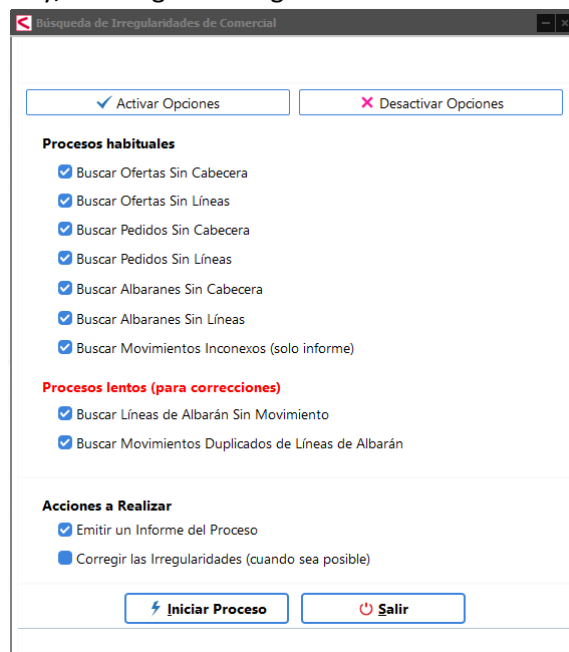 Búsqueda de Irregularidades de Comercial
Activar Opciones
Desactivar Opciones
Procesos habituales
Buscar Ofertas Sin Cabecera
Buscar Ofertas Sin Líneas
Buscar Pedidos Sin Cabecera
Buscar Pedidos Sin Líneas
Buscar Albaranes Sin Cabecera
Buscar Albaranes Sin Líneas
Buscar Movimientos Inconexos (solo informe)
Procesos lentos (para correcciones)
Buscar Líneas de Albarán Sin Movimiento
Buscar Movimientos Duplicados de Líneas de Albarán
Acciones a Realizar
Emitir un Informe del Proceso
Corregir las Irregularidades (cuando sea posible)
Iniciar Proceso
Salir